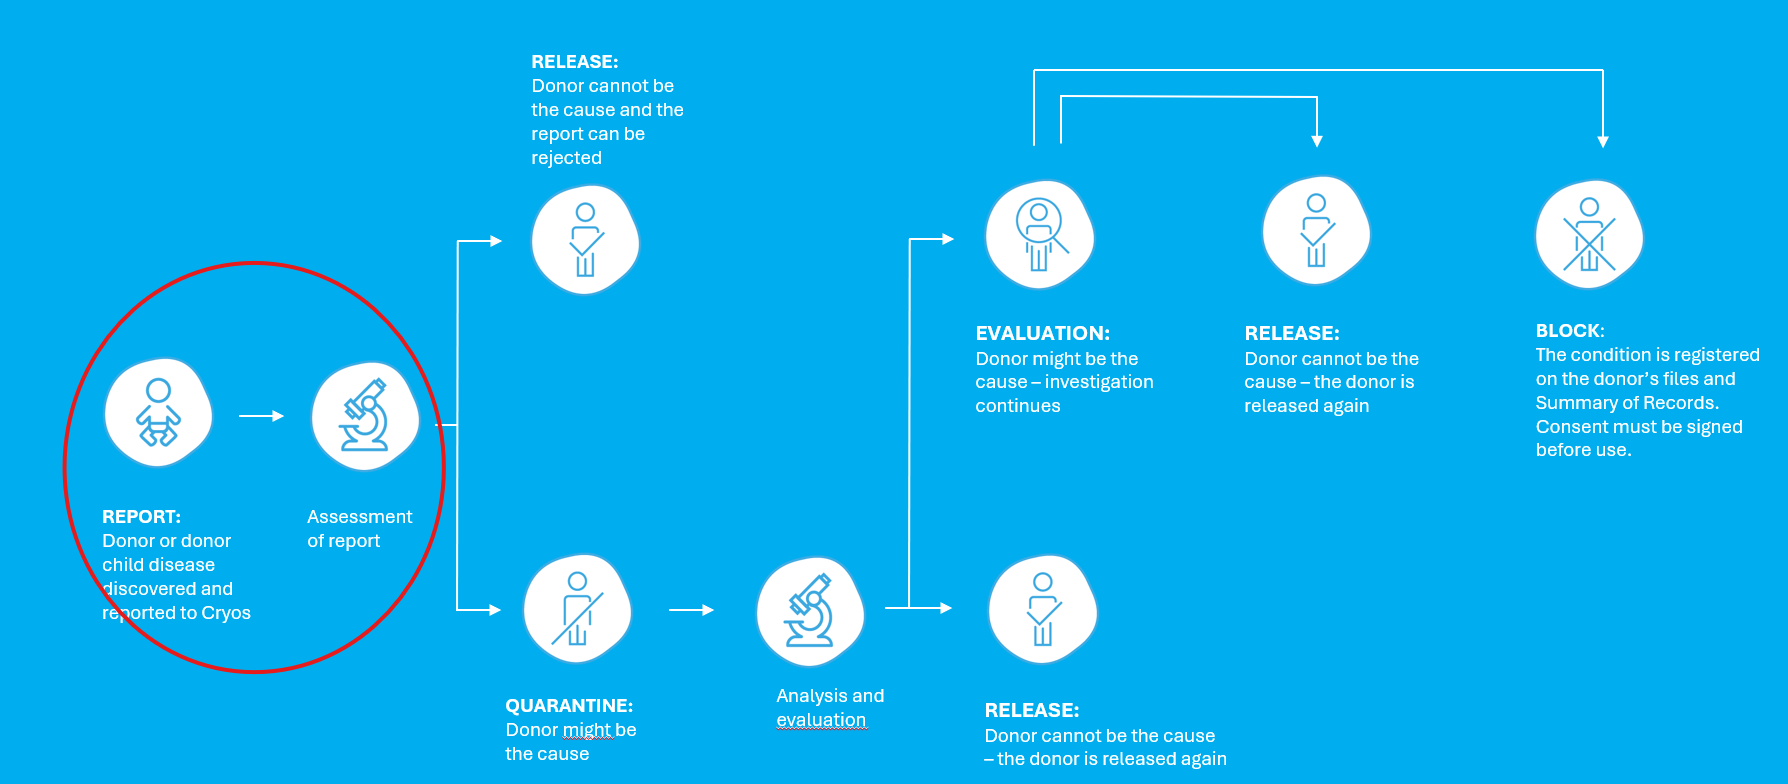 RELEASE:
Donor cannot be
the cause and the
report can be
rejected
REPORT:
Donor or donor
child disease
discovered and
reported to Cryos
Assessment
of report
QUARANTINE:
Donor might be
the cause
Analysis and
evaluation
EVALUATION:
Donor might be the
cause – investigation
continues
RELEASE:
Donor cannot be the
cause – the donor is
released again
BLOCK:
The condition is registered
on the donor’s files and
Summary of Records.
Consent must be signed
before use.
RELEASE:
Donor cannot be the cause
– the donor is released again